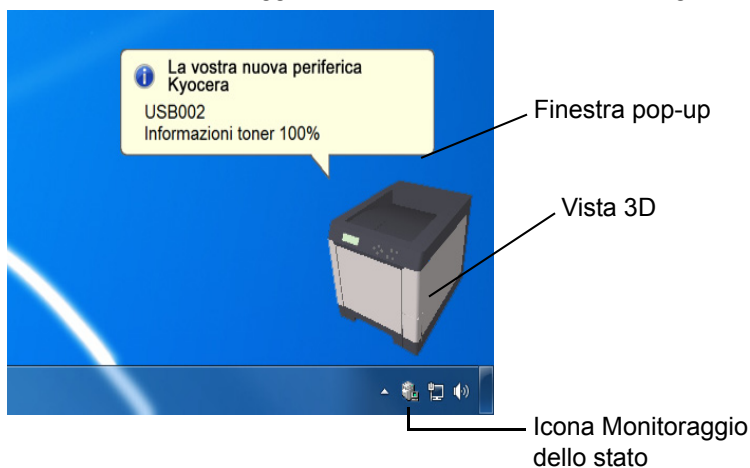 La vostra nuova periferica
Kyocera
USB002
Informazioni toner 100%
Finestra pop-up
Vista 3D
Icona Monitoraggio
dello stato